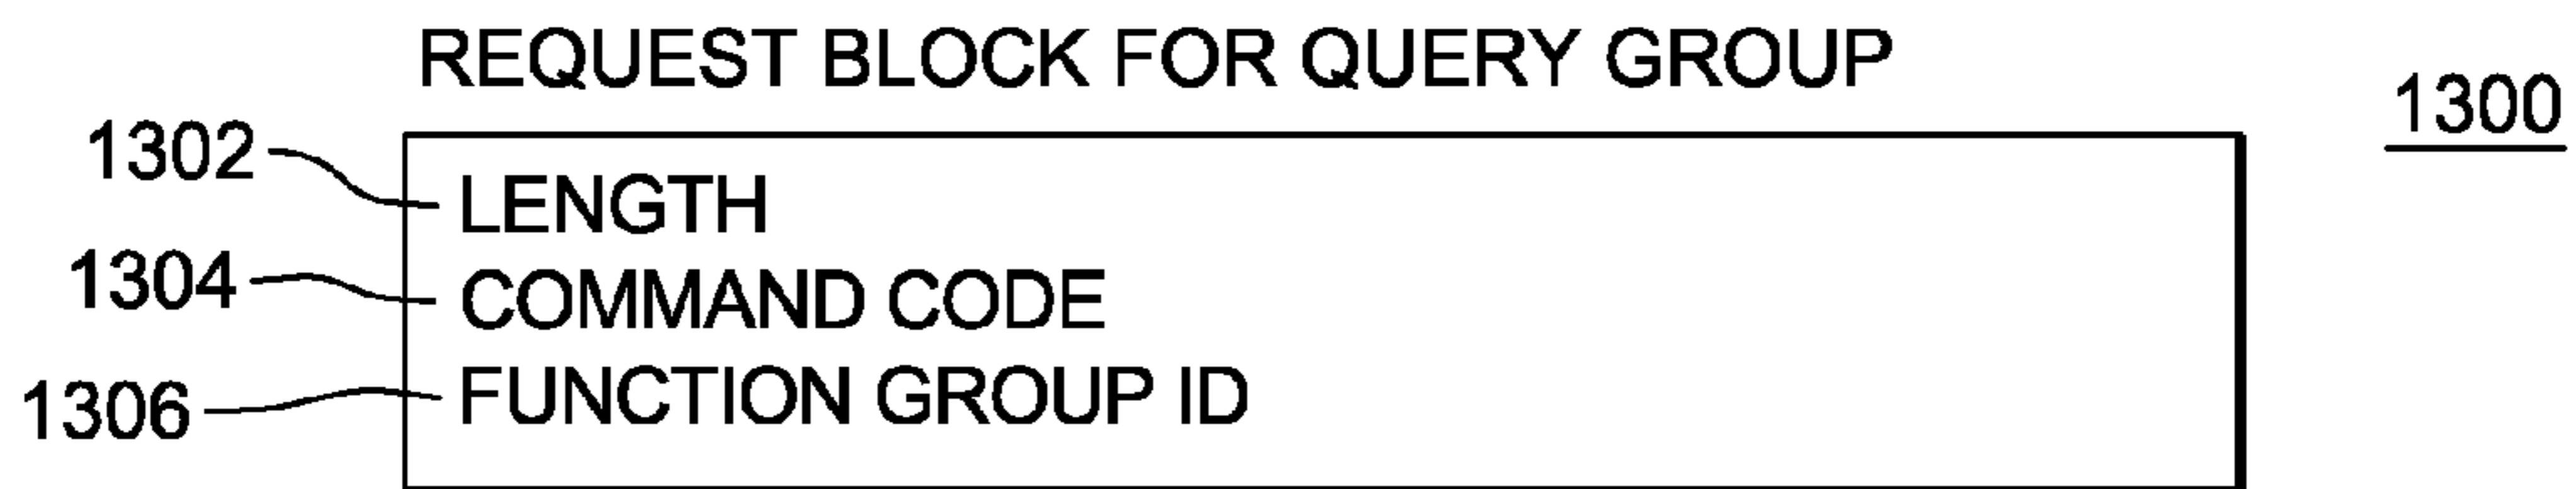 REQUEST BLOCK FOR QUERY GROUP
1300
1302 LENGTH
1304 COMMAND CODE
1306 FUNCTION GROUP ID